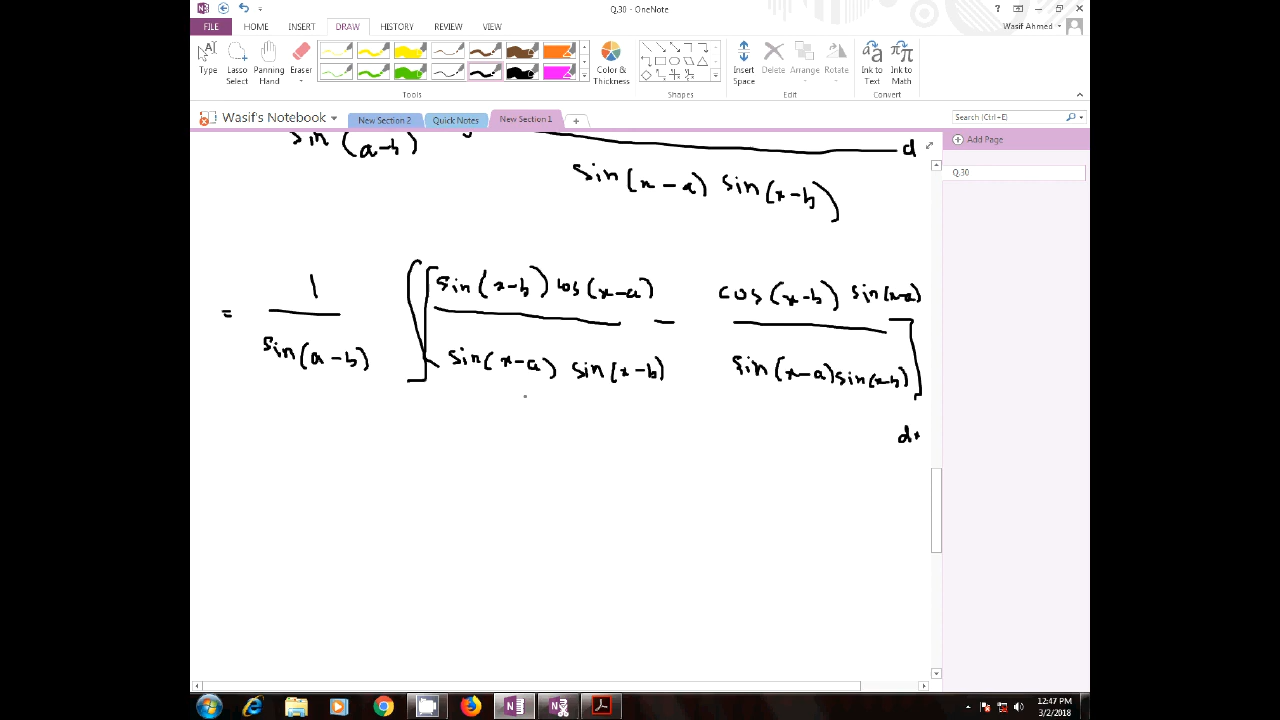 Q.30 - OneNote
FILE HOME INSERT DRAW HISTORY REVIEW VIEW Wasif Ahmed
Type Lasso Select Panning Hand Eraser Color & Thickness Insert Space Delete Arrange Rotate Ink to Text Ink to Math
Tools Shapes Edit Convert
Wasif's Notebook New Section 2 Quick Notes New Section 1 Search (Ctrl+E)
Add Page
Q.30
sin(a-b) d
sin(x-a) sin(x-b)
= 1 / sin(a-b) ∫[ sin(x-b) cos(x-a) / sin(x-a) sin(x-b) - cos(x-b) sin(x-a) / sin(x-a) sin(x-b) ]
dx
12:47 PM
3/2/2018